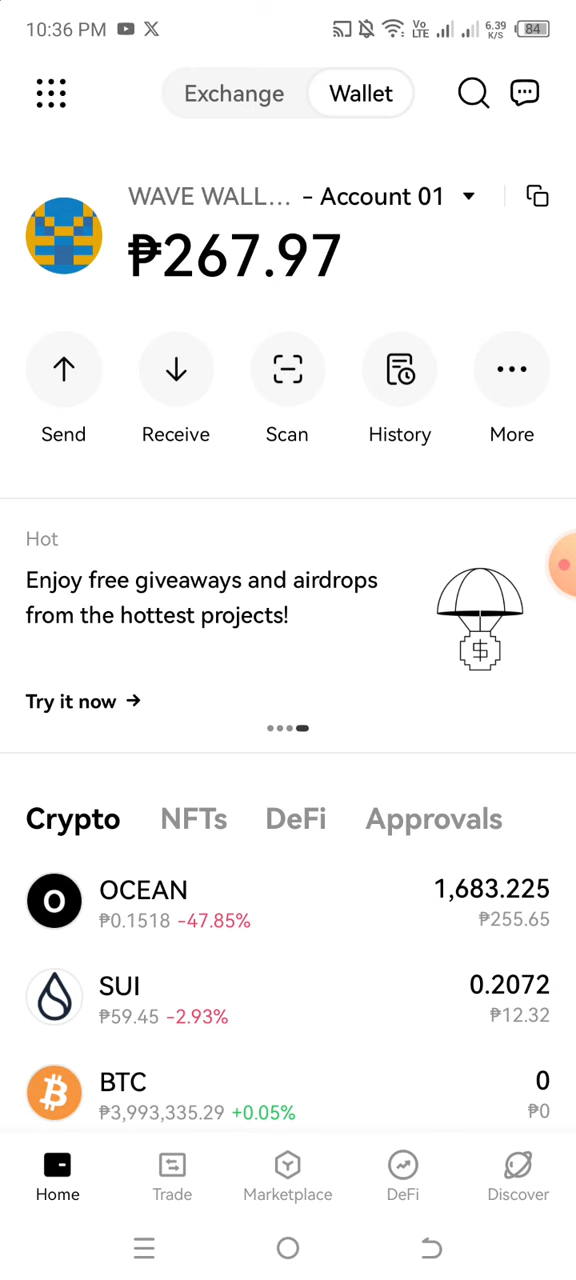 10:36 PM
Vo
LTE
6.39
K/S
84
Exchange
Wallet
WAVE WALL... - Account 01
₱267.97
Send
Receive
Scan
History
More
Hot
Enjoy free giveaways and airdrops
from the hottest projects!
Try it now →
Crypto
NFTs
DeFi
Approvals
O
OCEAN
1,683.225
₱0.1518 -47.85%
₱255.65
SUI
0.2072
₱59.45 -2.93%
₱12.32
BTC
0
₱3,993,335.29 +0.05%
₱0
Home
Trade
Marketplace
DeFi
Discover